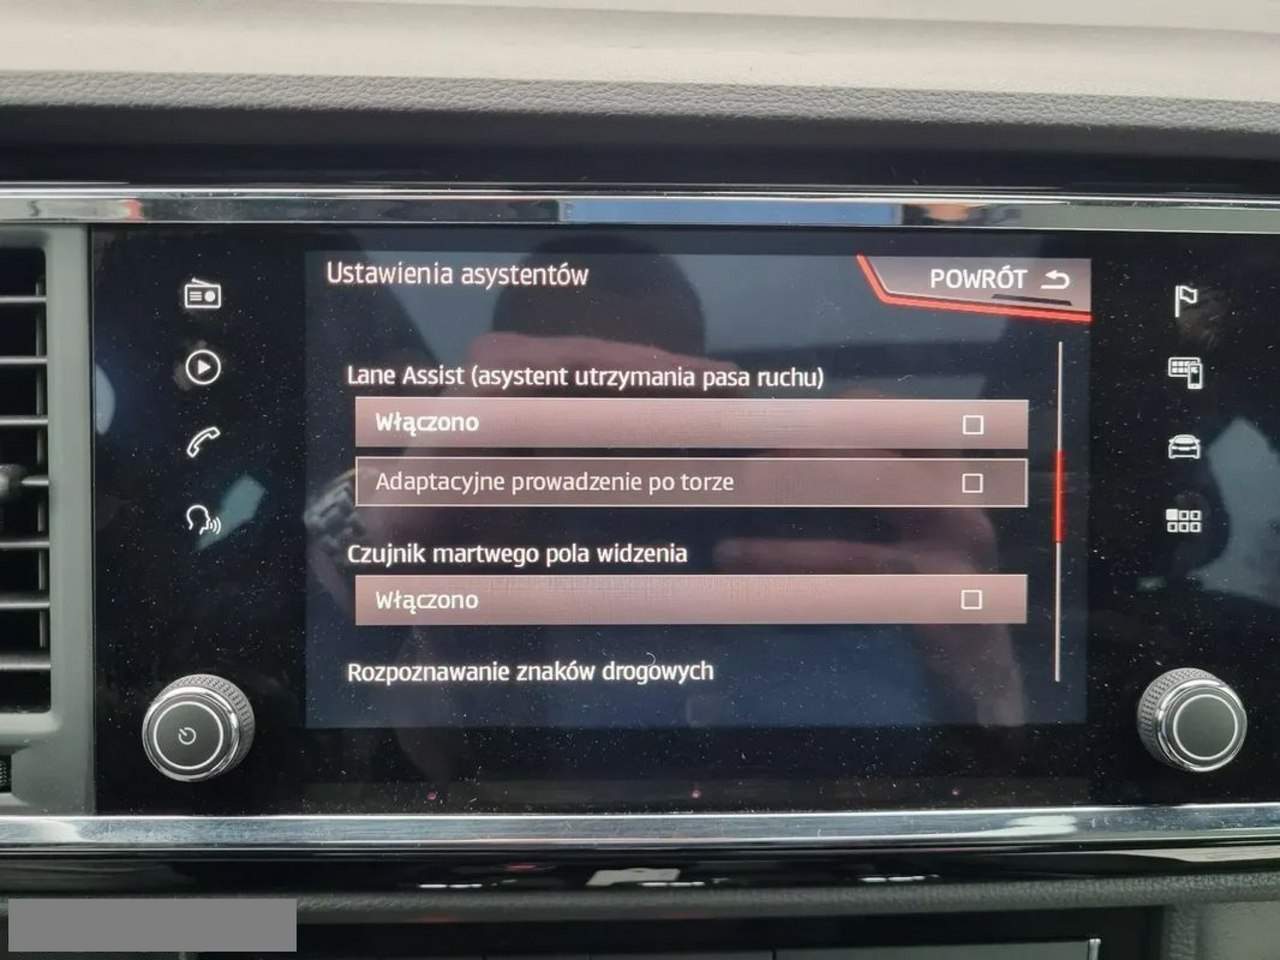 Ustawienia asystentów
POWRÓT
Lane Assist (asystent utrzymania pasa ruchu)
Włączono
Adaptacyjne prowadzenie po torze
Czujnik martwego pola widzenia
Włączono
Rozpoznawanie znaków drogowych